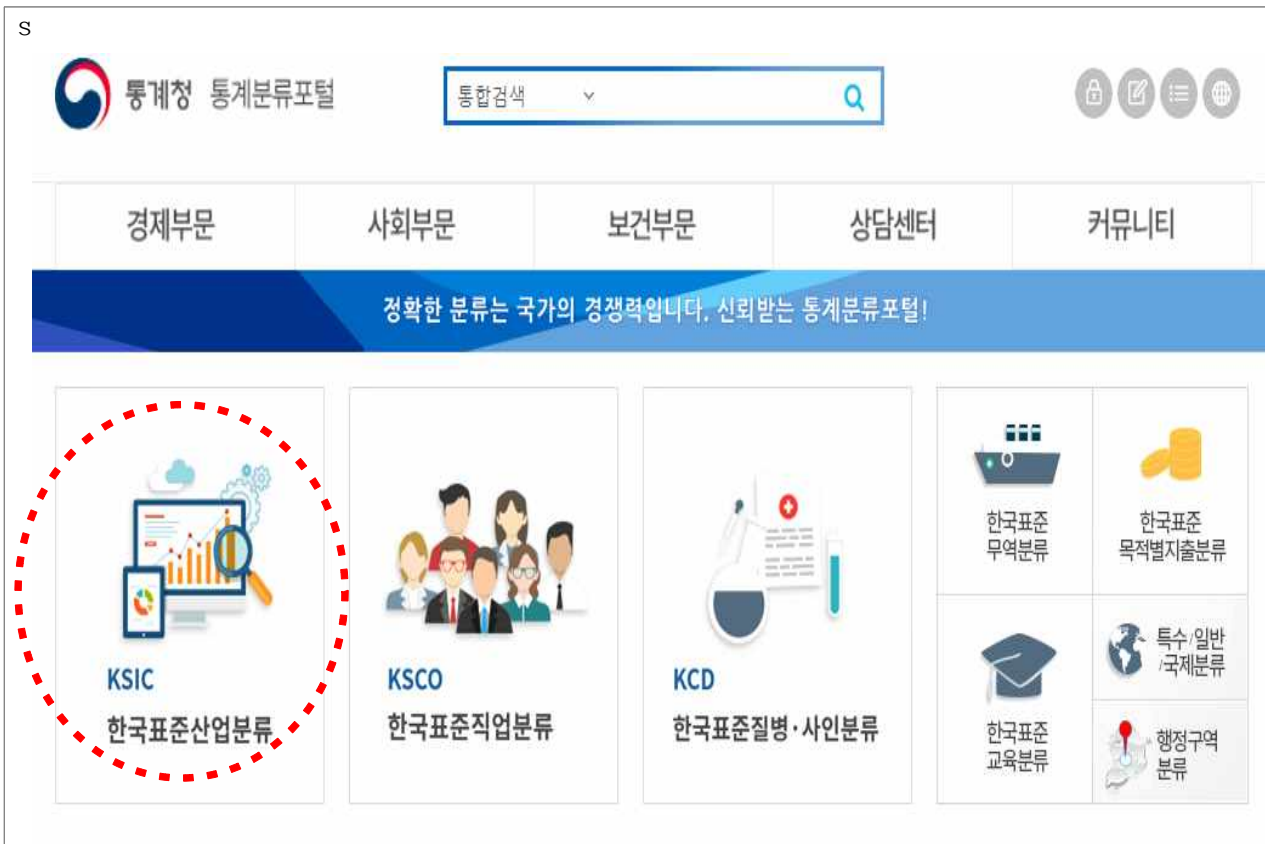 s
통계청 통계분류포털
통합검색
경제부문 사회부문 보건부문 상담센터 커뮤니티
정확한 분류는 국가의 경쟁력입니다. 신뢰받는 통계분류포털!
KSIC
한국표준산업분류
KSCO
한국표준직업분류
KCD
한국표준질병·사인분류
한국표준
무역분류
한국표준
목적별지출분류
한국표준
교육분류
특수/일반
/국제분류
행정구역
분류